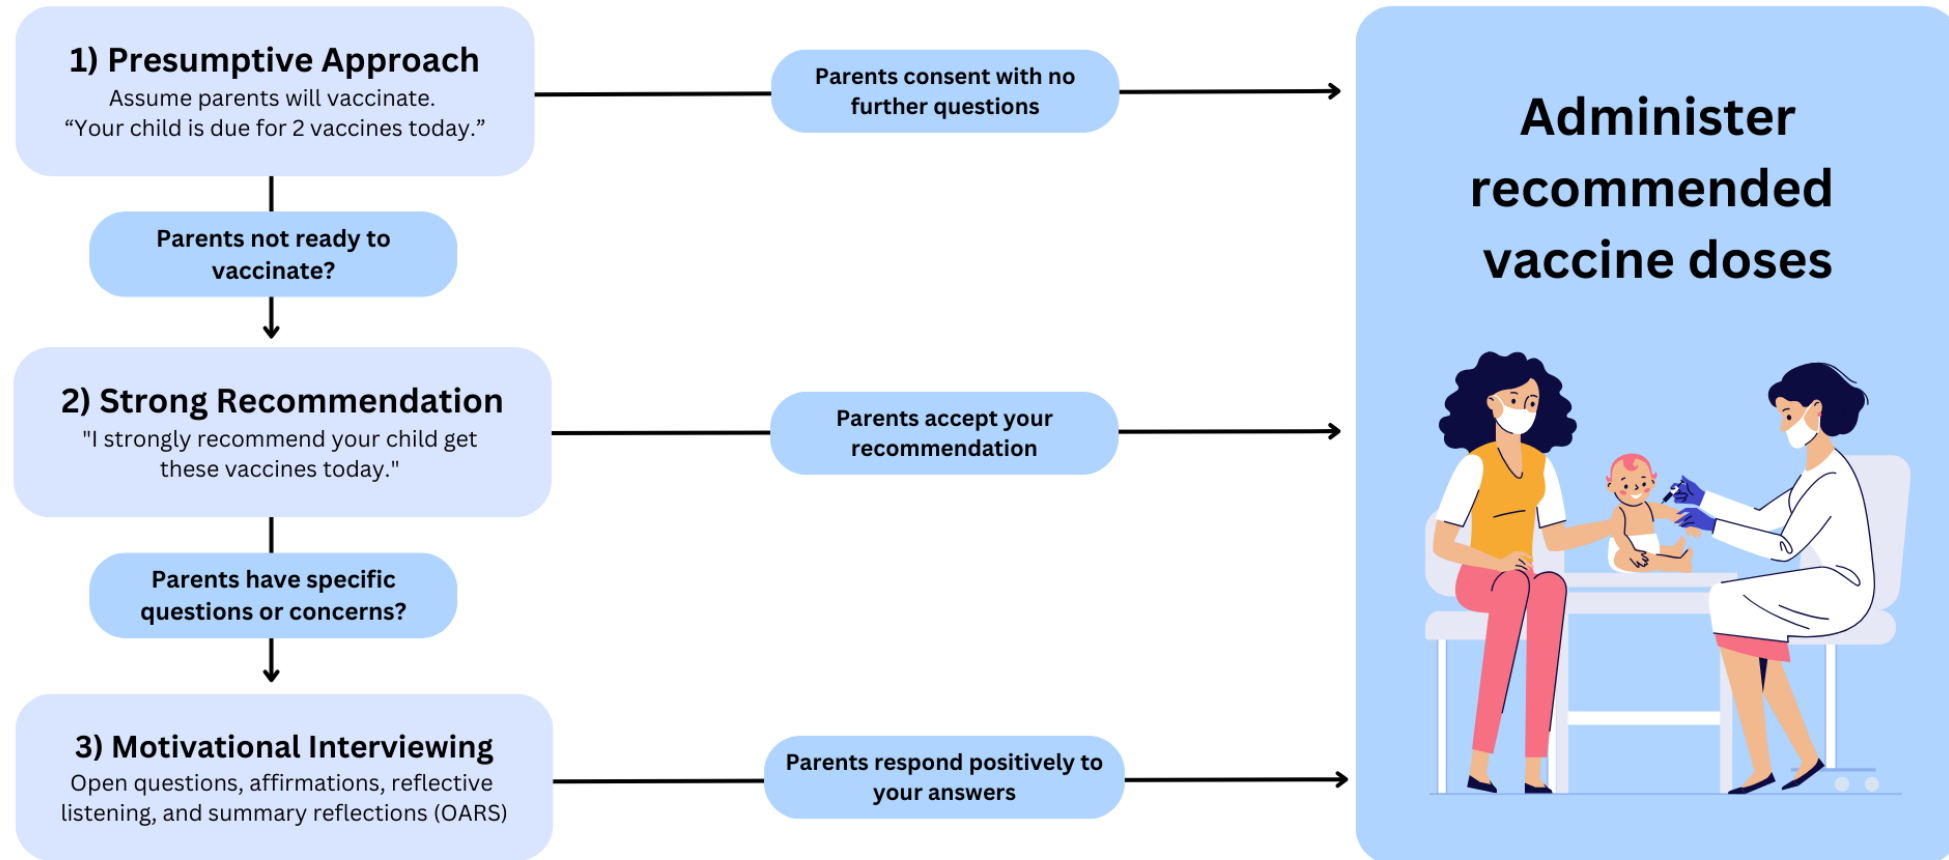 1) Presumptive Approach
Assume parents will vaccinate.
“Your child is due for 2 vaccines today.”
Parents consent with no
further questions
Parents not ready to
vaccinate?
2) Strong Recommendation
"I strongly recommend your child get
these vaccines today."
Parents accept your
recommendation
Parents have specific
questions or concerns?
3) Motivational Interviewing
Open questions, affirmations, reflective
listening, and summary reflections (OARS)
Parents respond positively to
your answers
Administer
recommended
vaccine doses